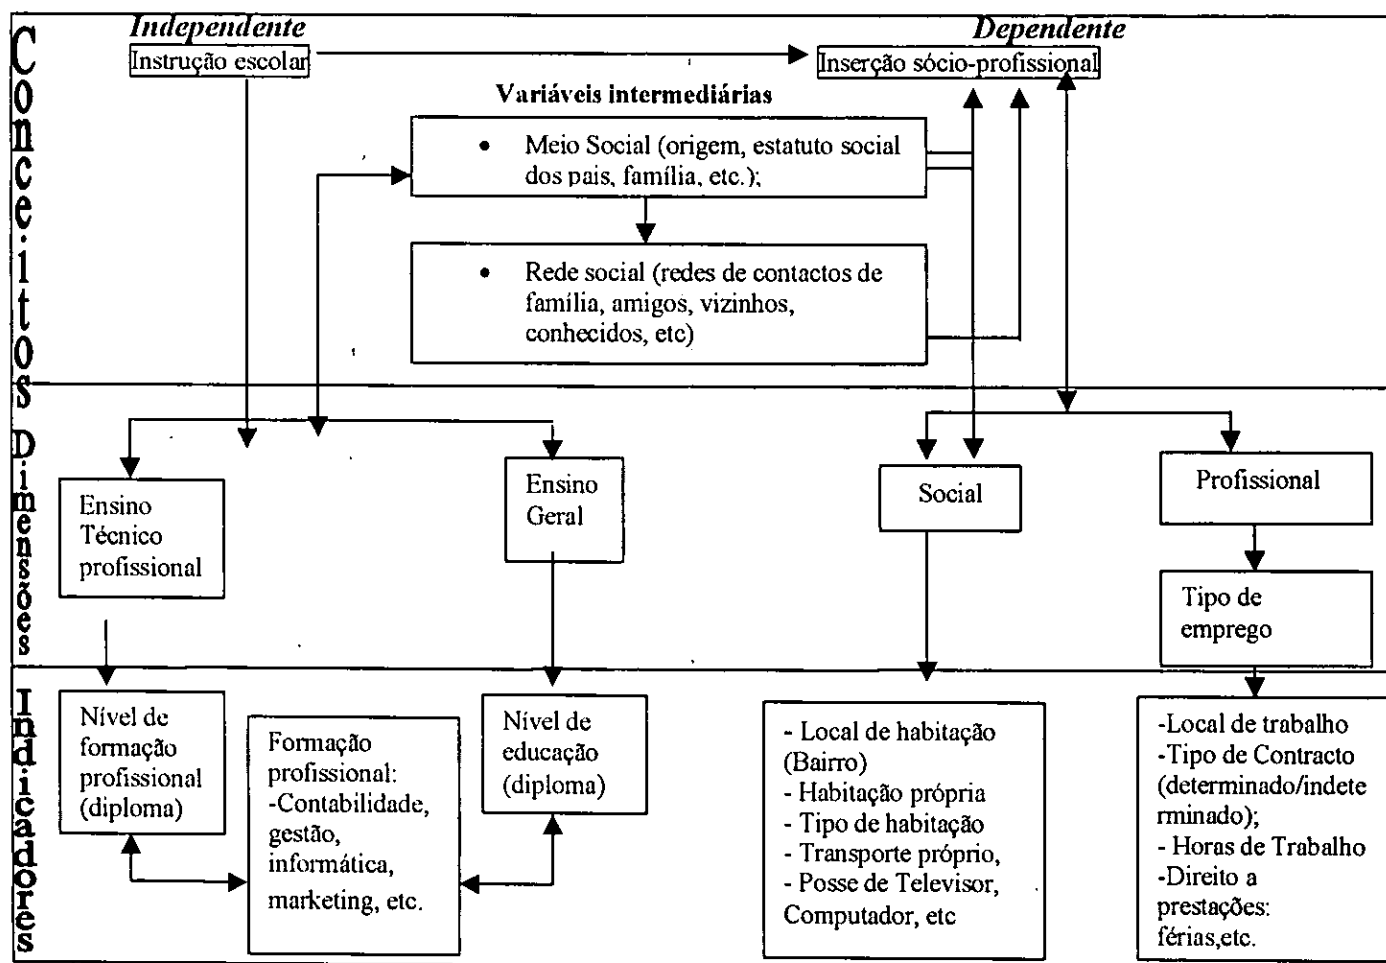 Conceitos
Independente
Dependente
Instrução escolar
Inserção sócio-profissional
Variáveis intermediárias
• Meio Social (origem, estatuto social
dos pais, família, etc.);
• Rede social (redes de contactos de
família, amigos, vizinhos,
conhecidos, etc)
Dimensões
Ensino
Técnico
profissional
Ensino
Geral
Social
Profissional
Tipo de
emprego
Indicadores
Nível de
formação
profissional
(diploma)
Formação
profissional:
-Contabilidade,
gestão,
informática,
marketing, etc.
Nível de
educação
(diploma)
- Local de habitação
(Bairro)
- Habitação própria
- Tipo de habitação
- Transporte próprio,
- Posse de Televisor,
Computador, etc
-Local de trabalho
-Tipo de Contracto
(determinado/indete
rminado);
- Horas de Trabalho
-Direito a
prestações:
férias,etc.